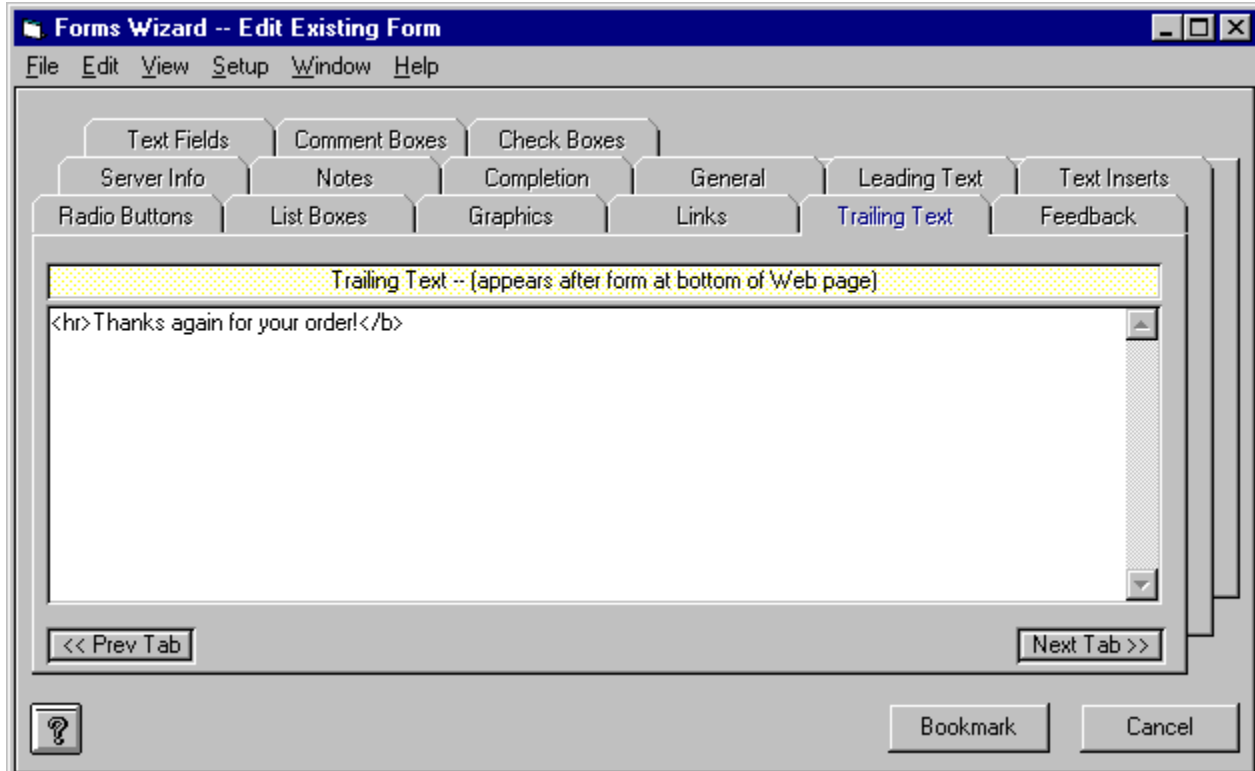 Forms Wizard -- Edit Existing Form
File Edit View Setup Window Help
Text Fields Comment Boxes Check Boxes
Server Info Notes Completion General Leading Text Text Inserts
Radio Buttons List Boxes Graphics Links Trailing Text Feedback
Trailing Text -- (appears after form at bottom of Web page)
<hr>Thanks again for your order!</b>
<< Prev Tab Next Tab >>
? Bookmark Cancel